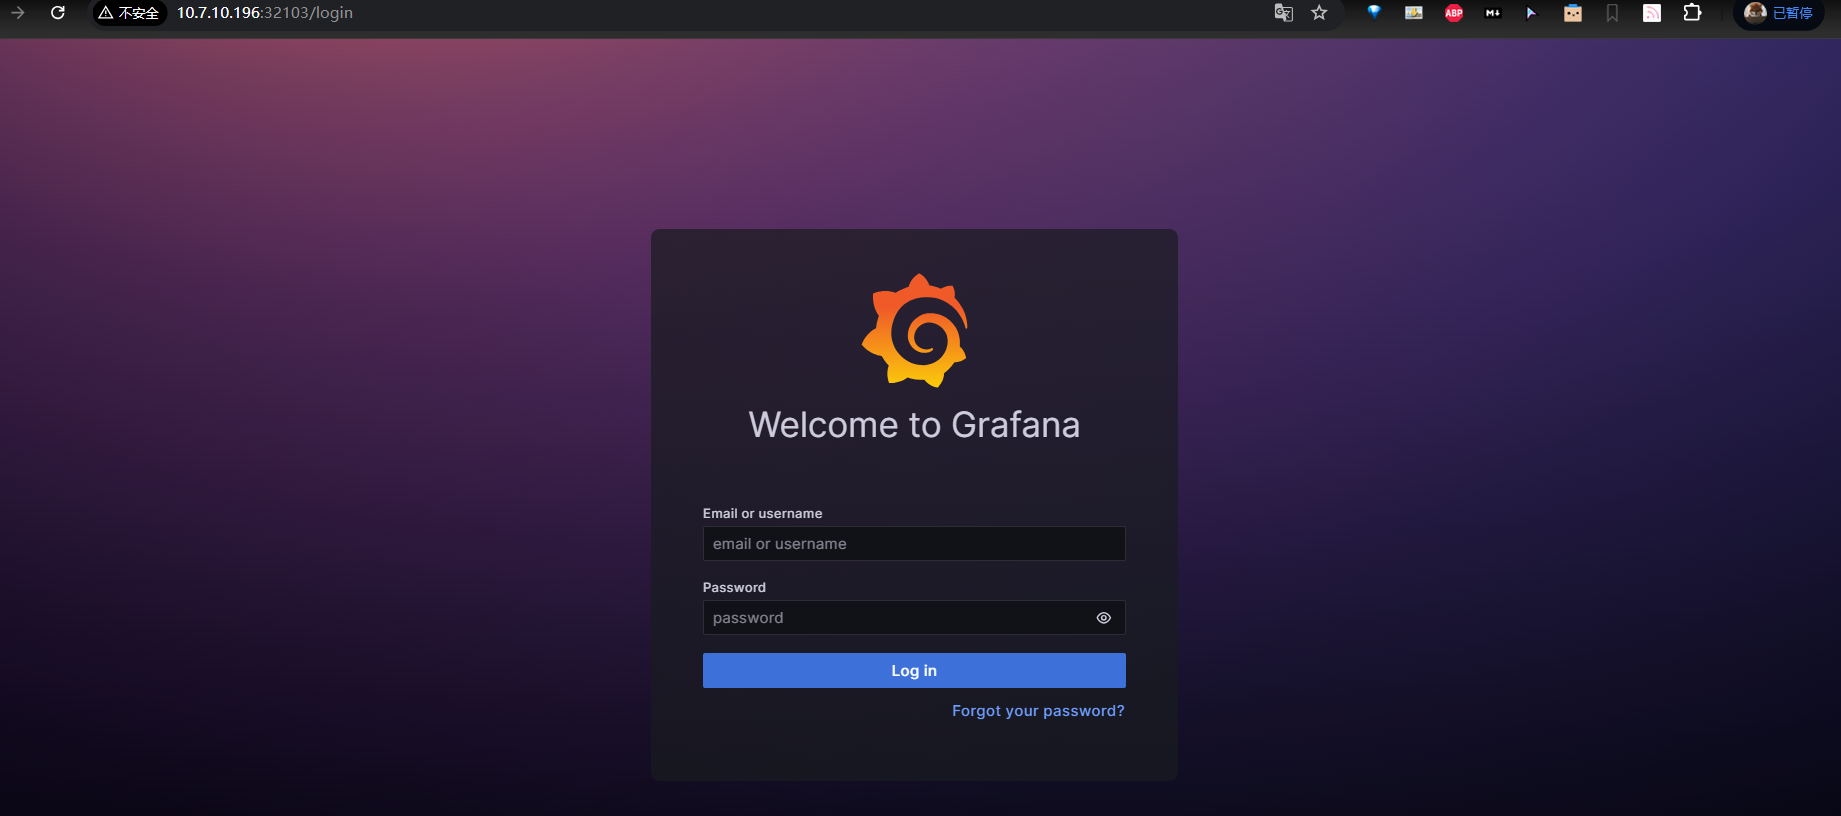 不安全 10.7.10.196:32103/login
ABP
M↓
已暂停
Welcome to Grafana
Email or username
email or username
Password
password
Log in
Forgot your password?